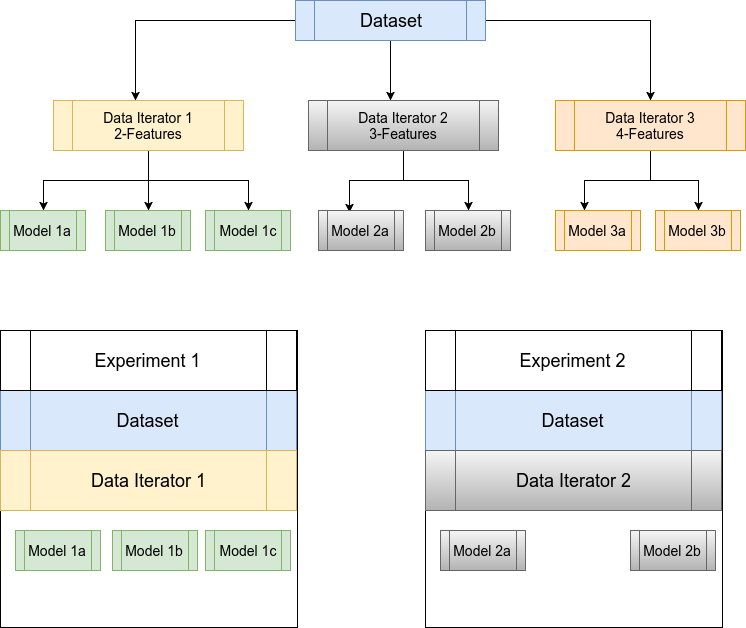 Dataset
Data Iterator 1
2-Features
Data Iterator 2
3-Features
Data Iterator 3
4-Features
Model 1a
Model 1b
Model 1c
Model 2a
Model 2b
Model 3a
Model 3b
Experiment 1
Dataset
Data Iterator 1
Model 1a
Model 1b
Model 1c
Experiment 2
Dataset
Data Iterator 2
Model 2a
Model 2b